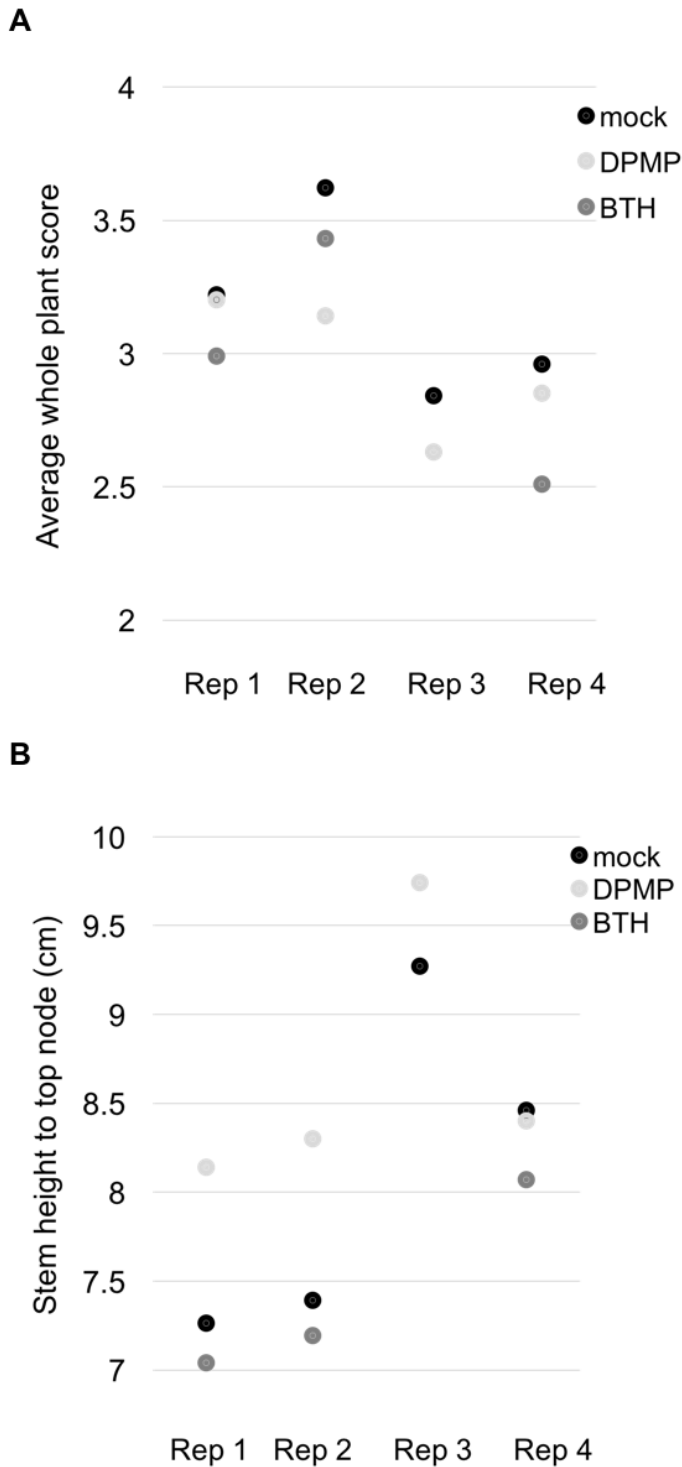 A
Average whole plant score
4
3.5
3
2.5
2
mock
DPMP
BTH
Rep 1 Rep 2 Rep 3 Rep 4
B
Stem height to top node (cm)
10
9.5
9
8.5
8
7.5
7
mock
DPMP
BTH
Rep 1 Rep 2 Rep 3 Rep 4